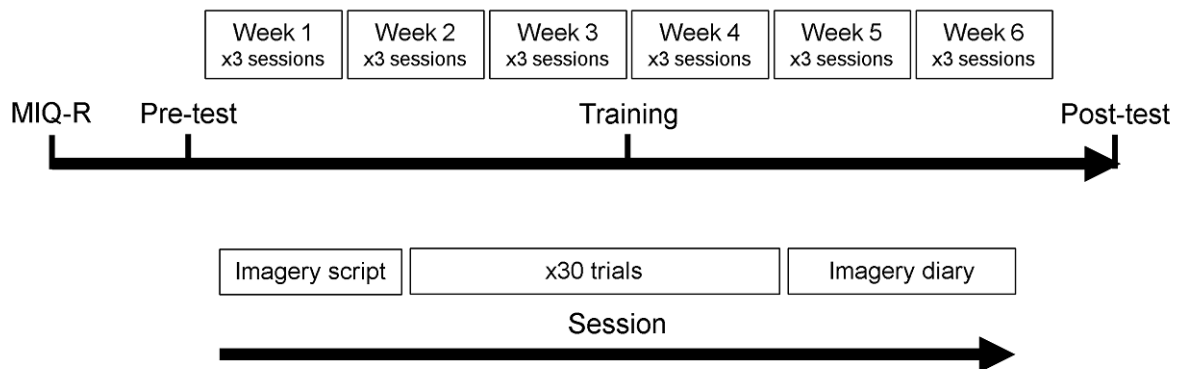 Week 1
x3 sessions
Week 2
x3 sessions
Week 3
x3 sessions
Week 4
x3 sessions
Week 5
x3 sessions
Week 6
x3 sessions
MIQ-R
Pre-test
Training
Post-test
Imagery script
x30 trials
Imagery diary
Session